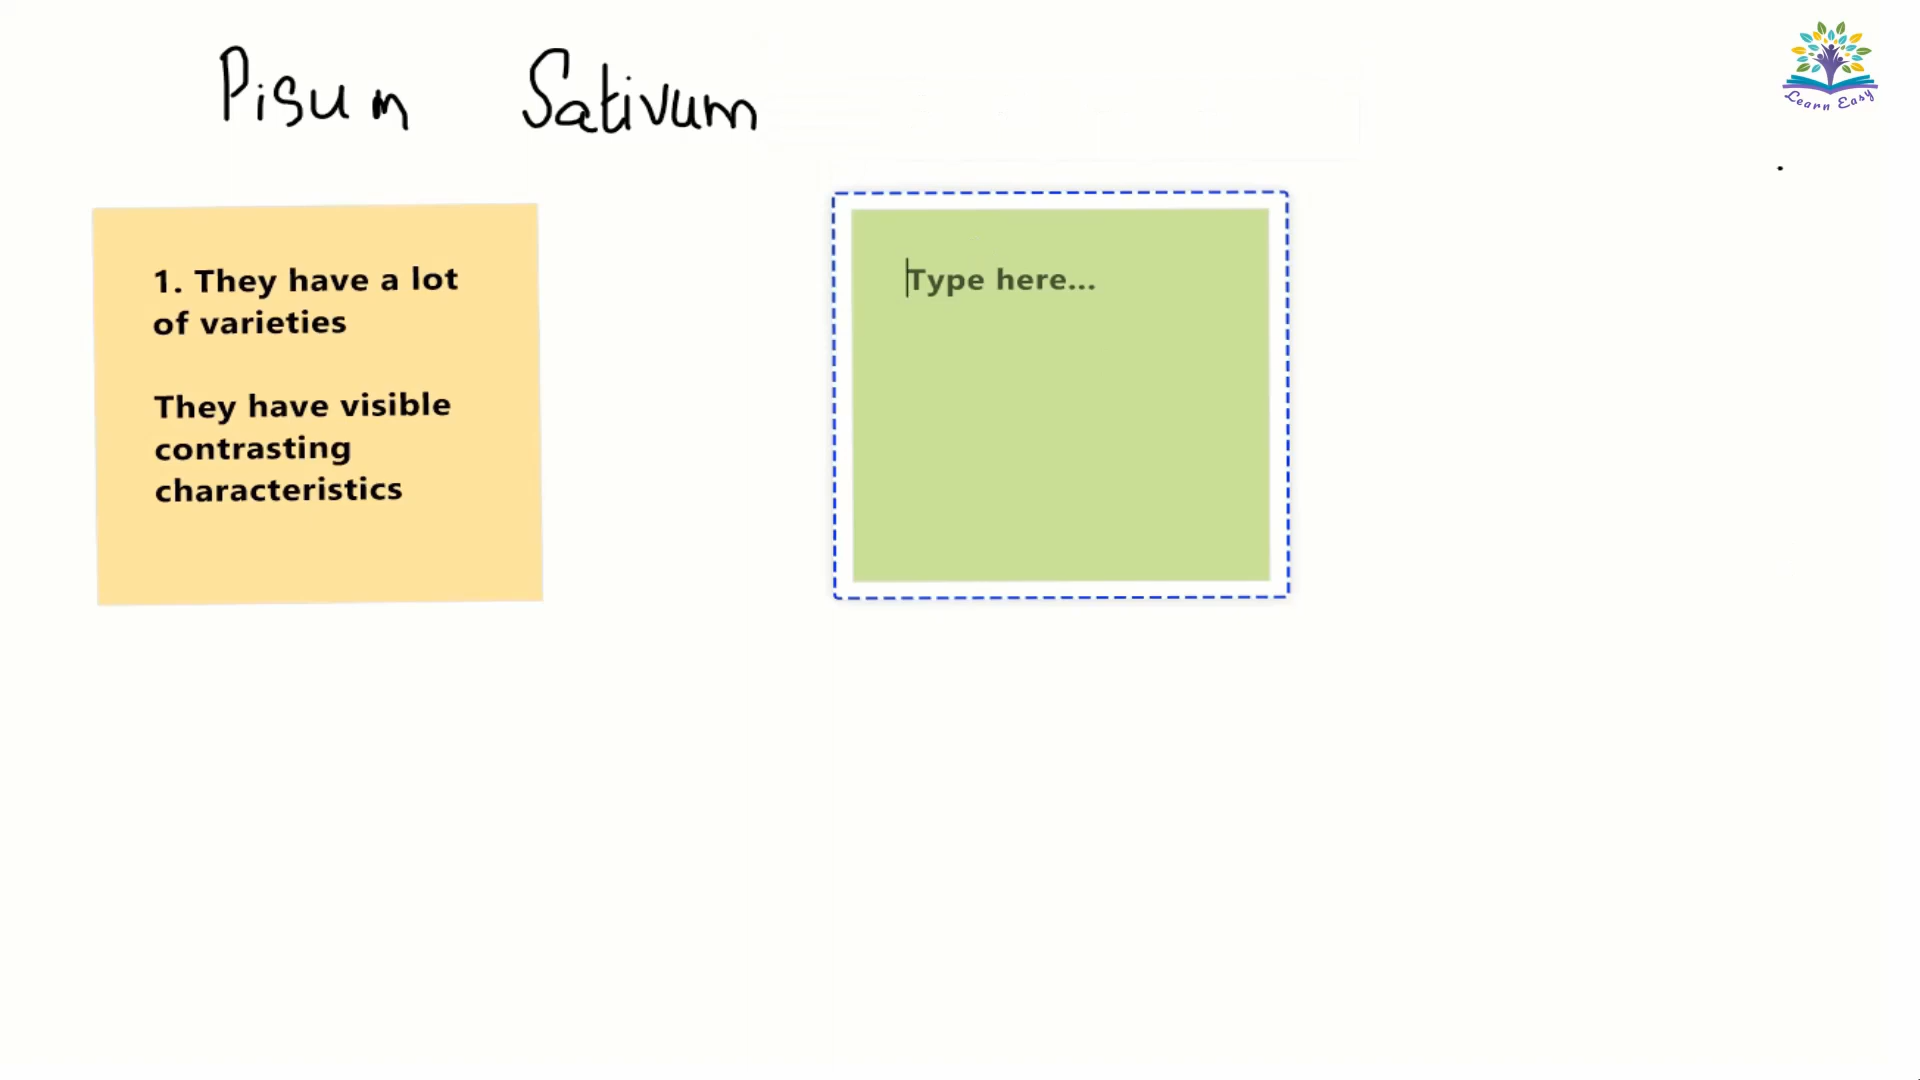 Pisum Sativum
Learn Easy
1. They have a lot
of varieties
They have visible
contrasting
characteristics
Type here...